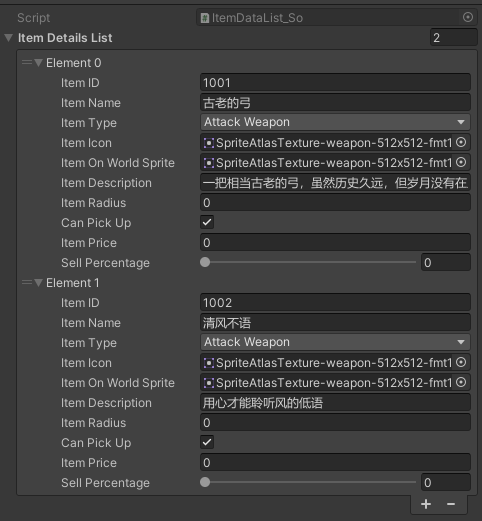 Script ItemDataList_So
Item Details List 2
Element 0
Item ID 1001
Item Name 古老的弓
Item Type Attack Weapon
Item Icon SpriteAtlasTexture-weapon-512x512-fmt1
Item On World Sprite SpriteAtlasTexture-weapon-512x512-fmt1
Item Description 一把相当古老的弓，虽然历史久远，但岁月没有在
Item Radius 0
Can Pick Up
Item Price 0
Sell Percentage 0
Element 1
Item ID 1002
Item Name 清风不语
Item Type Attack Weapon
Item Icon SpriteAtlasTexture-weapon-512x512-fmt1
Item On World Sprite SpriteAtlasTexture-weapon-512x512-fmt1
Item Description 用心才能聆听风的低语
Item Radius 0
Can Pick Up
Item Price 0
Sell Percentage 0